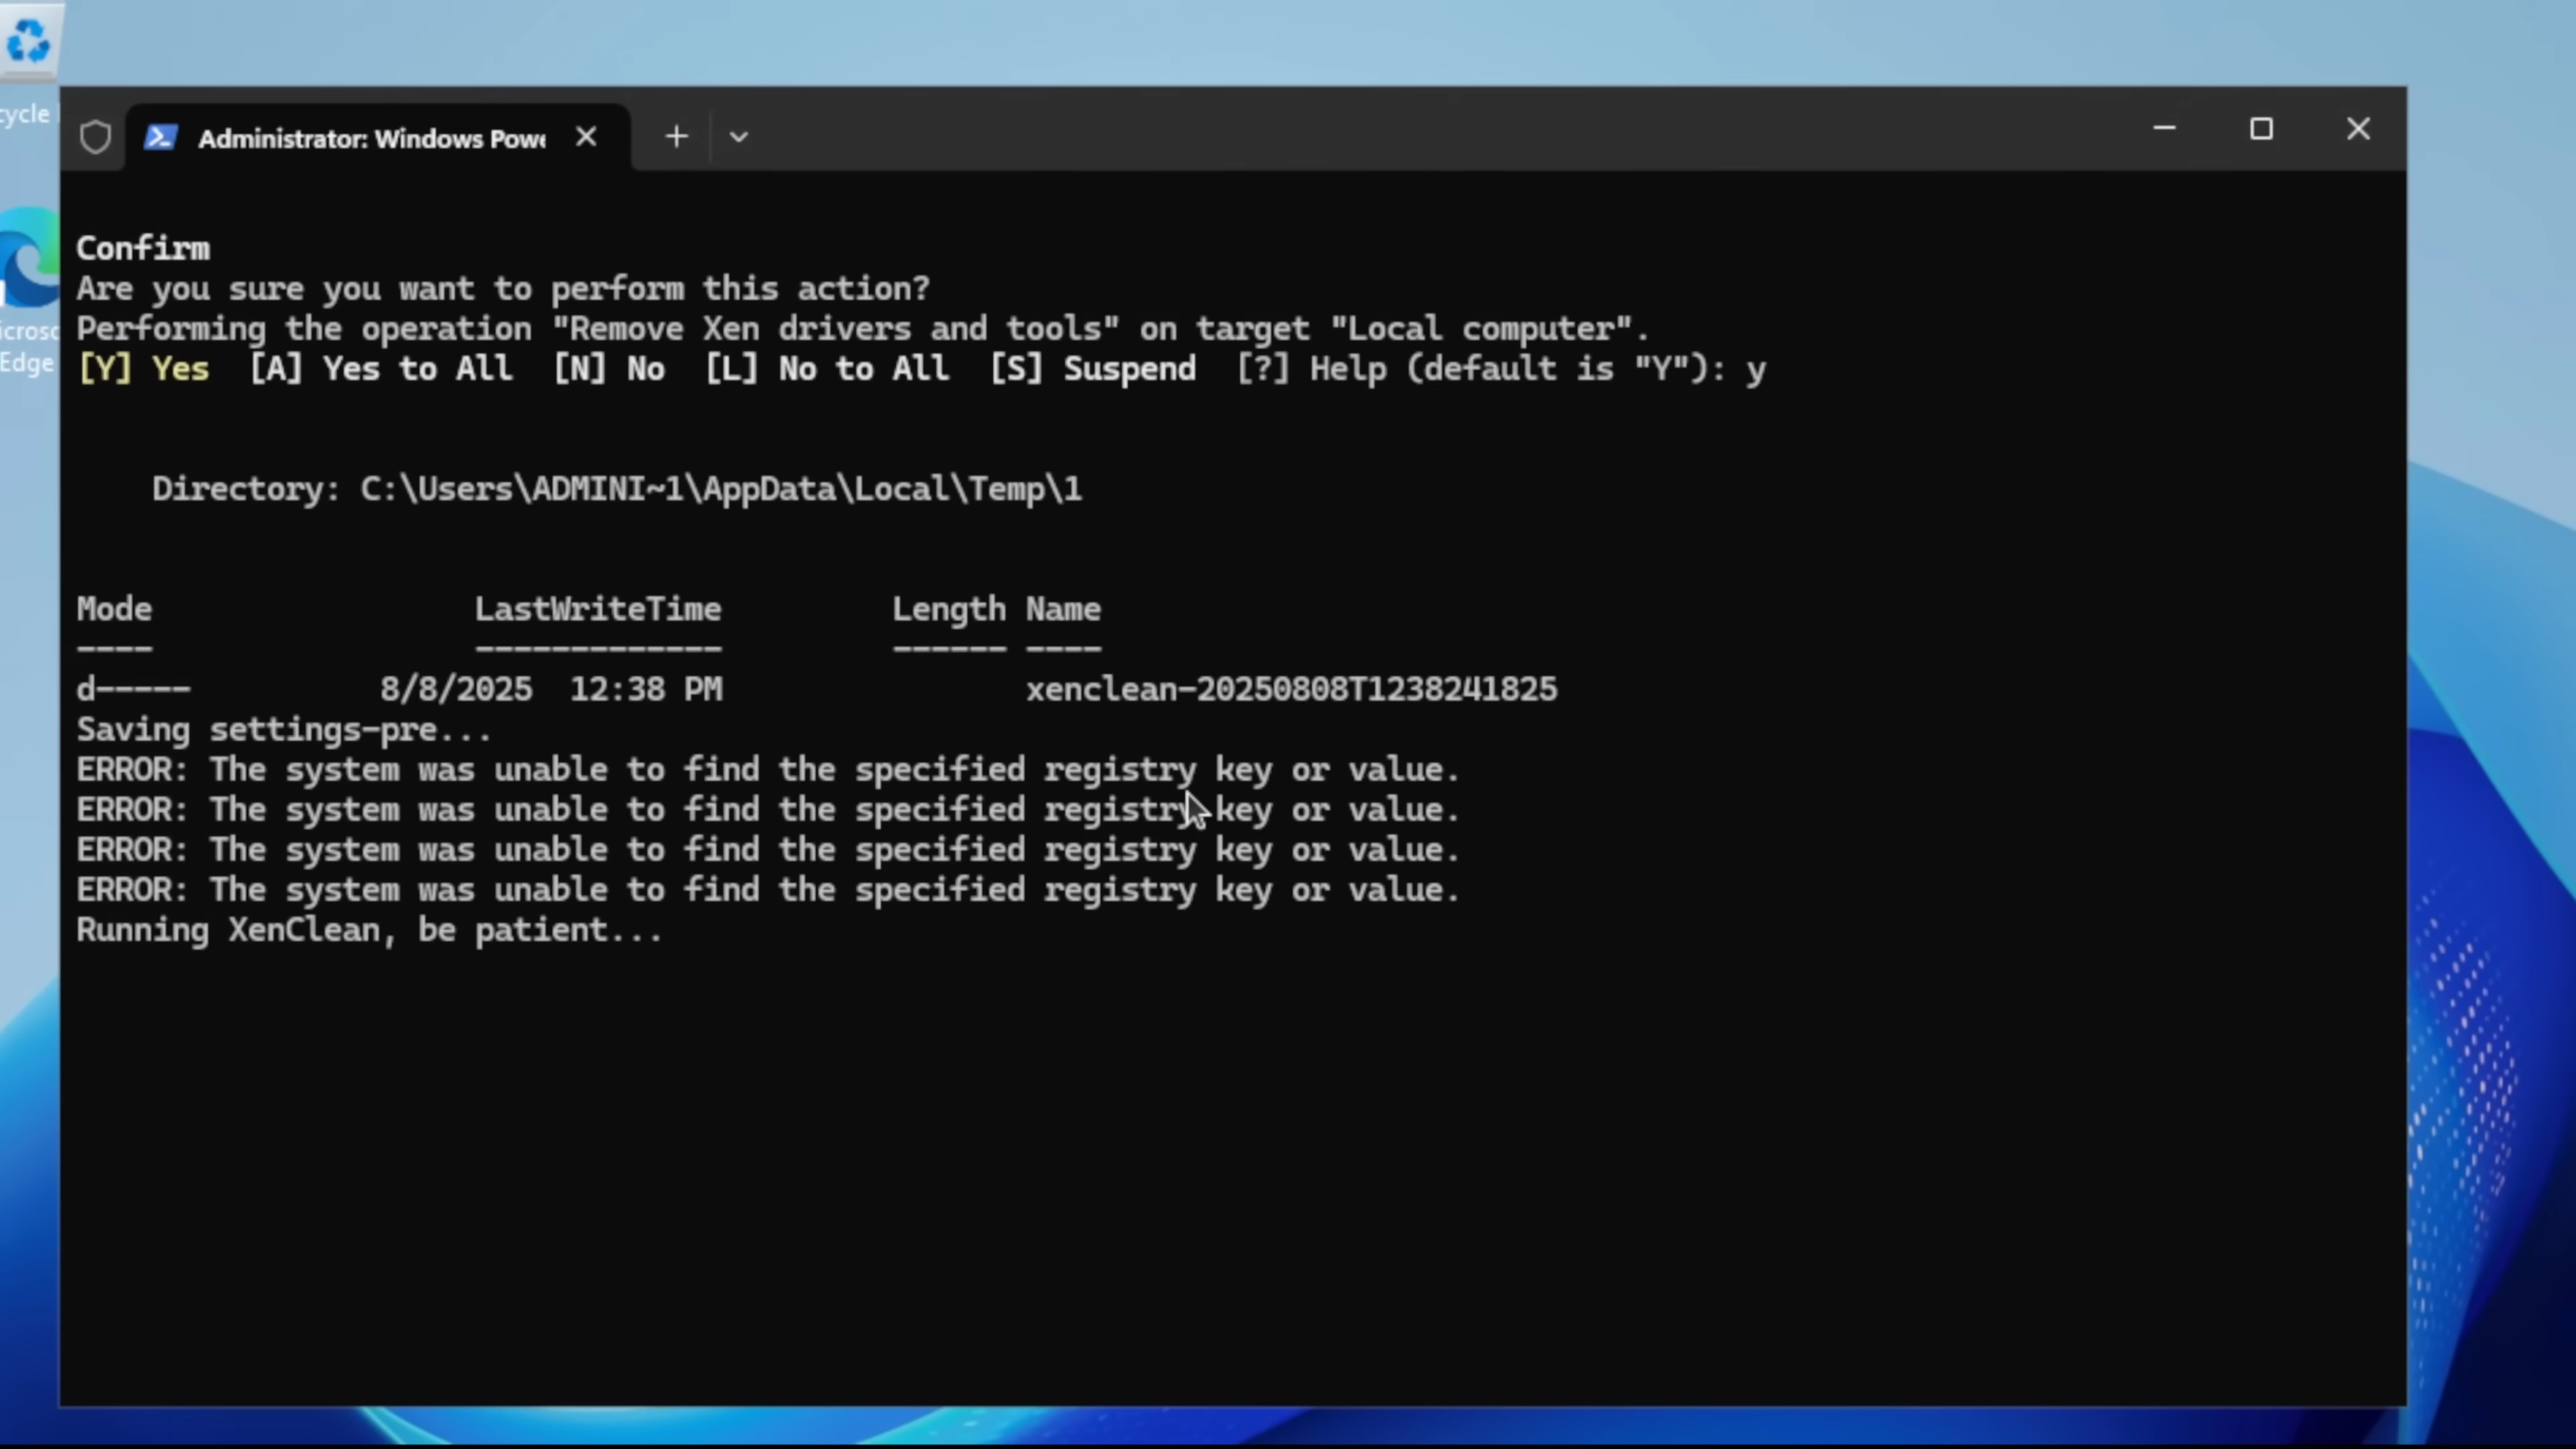 cycle
Administrator: Windows Powe
icrosc
Edge
Confirm
Are you sure you want to perform this action?
Performing the operation "Remove Xen drivers and tools" on target "Local computer".
[Y] Yes  [A] Yes to All  [N] No  [L] No to All  [S] Suspend  [?] Help (default is "Y"): y
Directory: C:\Users\ADMINI~1\AppData\Local\Temp\1
Mode                 LastWriteTime         Length Name
----                 -------------         ------ ----
d-----          8/8/2025  12:38 PM                xenclean-20250808T1238241825
Saving settings-pre...
ERROR: The system was unable to find the specified registry key or value.
ERROR: The system was unable to find the specified registry key or value.
ERROR: The system was unable to find the specified registry key or value.
ERROR: The system was unable to find the specified registry key or value.
Running XenClean, be patient...